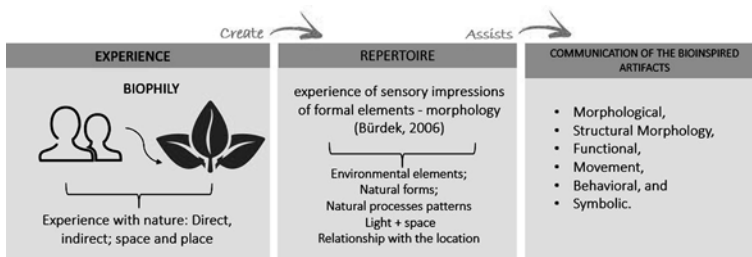 Create
Assists
EXPERIENCE
BIOPHILY
Experience with nature: Direct,
indirect; space and place
REPERTOIRE
experience of sensory impressions
of formal elements - morphology
(Bürdek, 2006)
Environmental elements;
Natural forms;
Natural processes patterns
Light + space
Relationship with the location
COMMUNICATION OF THE BIOINSPIRED
ARTIFACTS
• Morphological,
• Structural Morphology,
• Functional,
• Movement,
• Behavioral, and
• Symbolic.